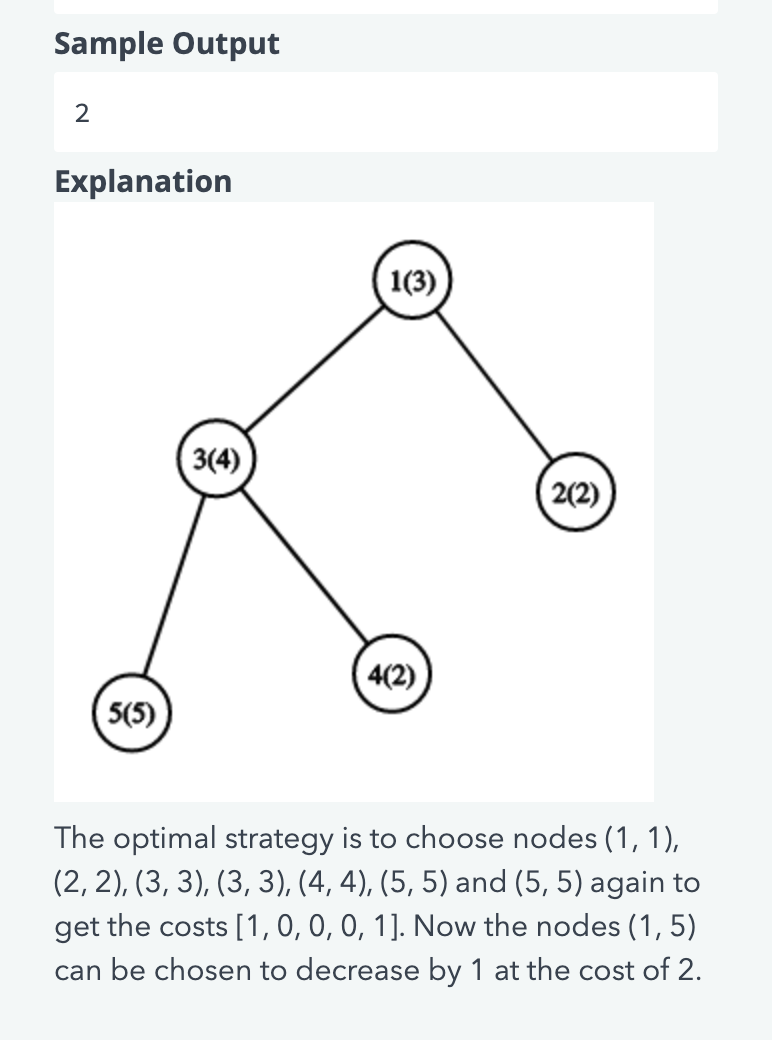 Sample Output
2
Explanation
1(3)
3(4)
2(2)
4(2)
5(5)
The optimal strategy is to choose nodes (1, 1),
(2, 2), (3, 3), (3, 3), (4, 4), (5, 5) and (5, 5) again to
get the costs [1, 0, 0, 0, 1]. Now the nodes (1, 5)
can be chosen to decrease by 1 at the cost of 2.